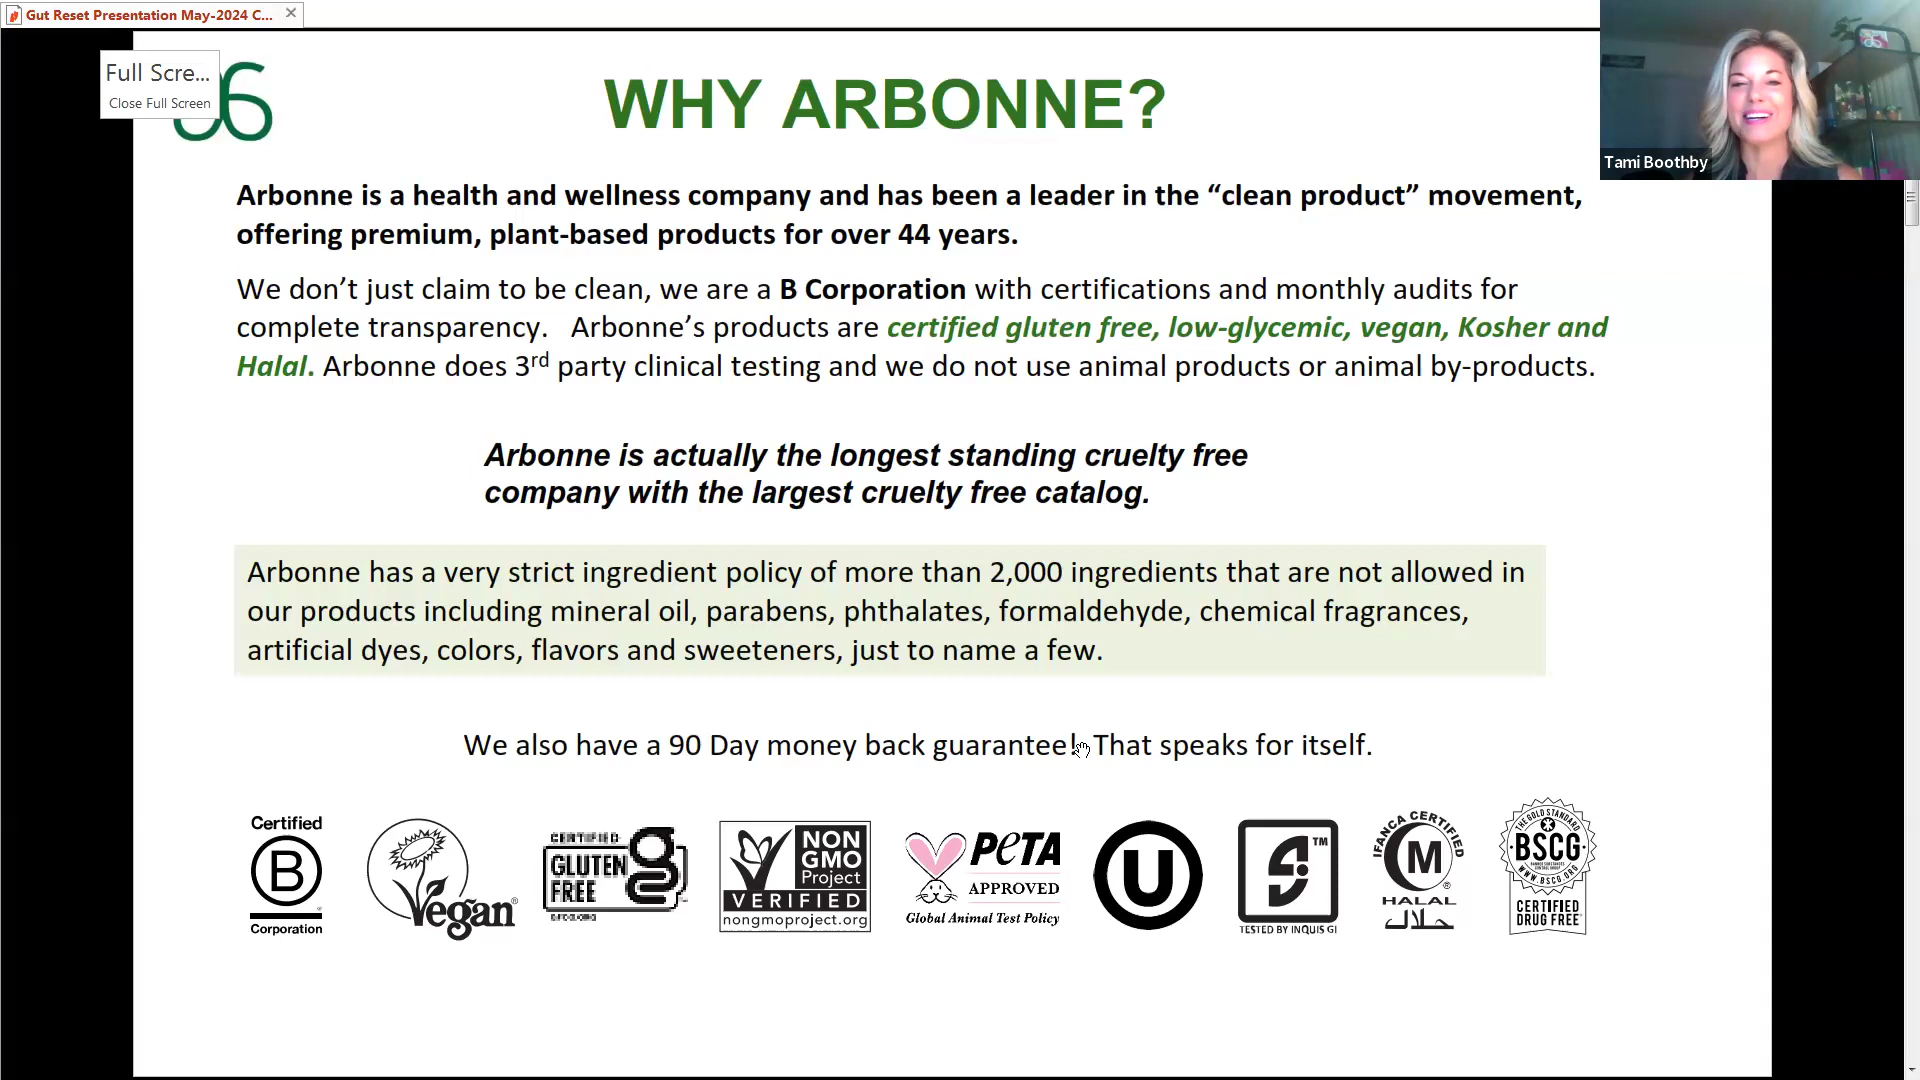 Gut Reset Presentation May-2024 C...
Full Scre...
Close Full Screen
WHY ARBONNE?
Tami Boothby
Arbonne is a health and wellness company and has been a leader in the “clean product” movement,
offering premium, plant-based products for over 44 years.
We don’t just claim to be clean, we are a B Corporation with certifications and monthly audits for
complete transparency. Arbonne’s products are certified gluten free, low-glycemic, vegan, Kosher and
Halal. Arbonne does 3rd party clinical testing and we do not use animal products or animal by-products.
Arbonne is actually the longest standing cruelty free
company with the largest cruelty free catalog.
Arbonne has a very strict ingredient policy of more than 2,000 ingredients that are not allowed in
our products including mineral oil, parabens, phthalates, formaldehyde, chemical fragrances,
artificial dyes, colors, flavors and sweeteners, just to name a few.
We also have a 90 Day money back guarantee! That speaks for itself.
Certified
B
Corporation
Vegan®
CERTIFIED
GLUTEN
FREE
NON
GMO
Project
VERIFIED
nongmoproject.org
PETA
APPROVED
Global Animal Test Policy
U
TM
TESTED BY INQUIS GI
IFANCA CERTIFIED
M
®
HALAL
حلال
THE GOLD STANDARD
BSCG
WWW.BSCG.ORG
CERTIFIED
DRUG FREE